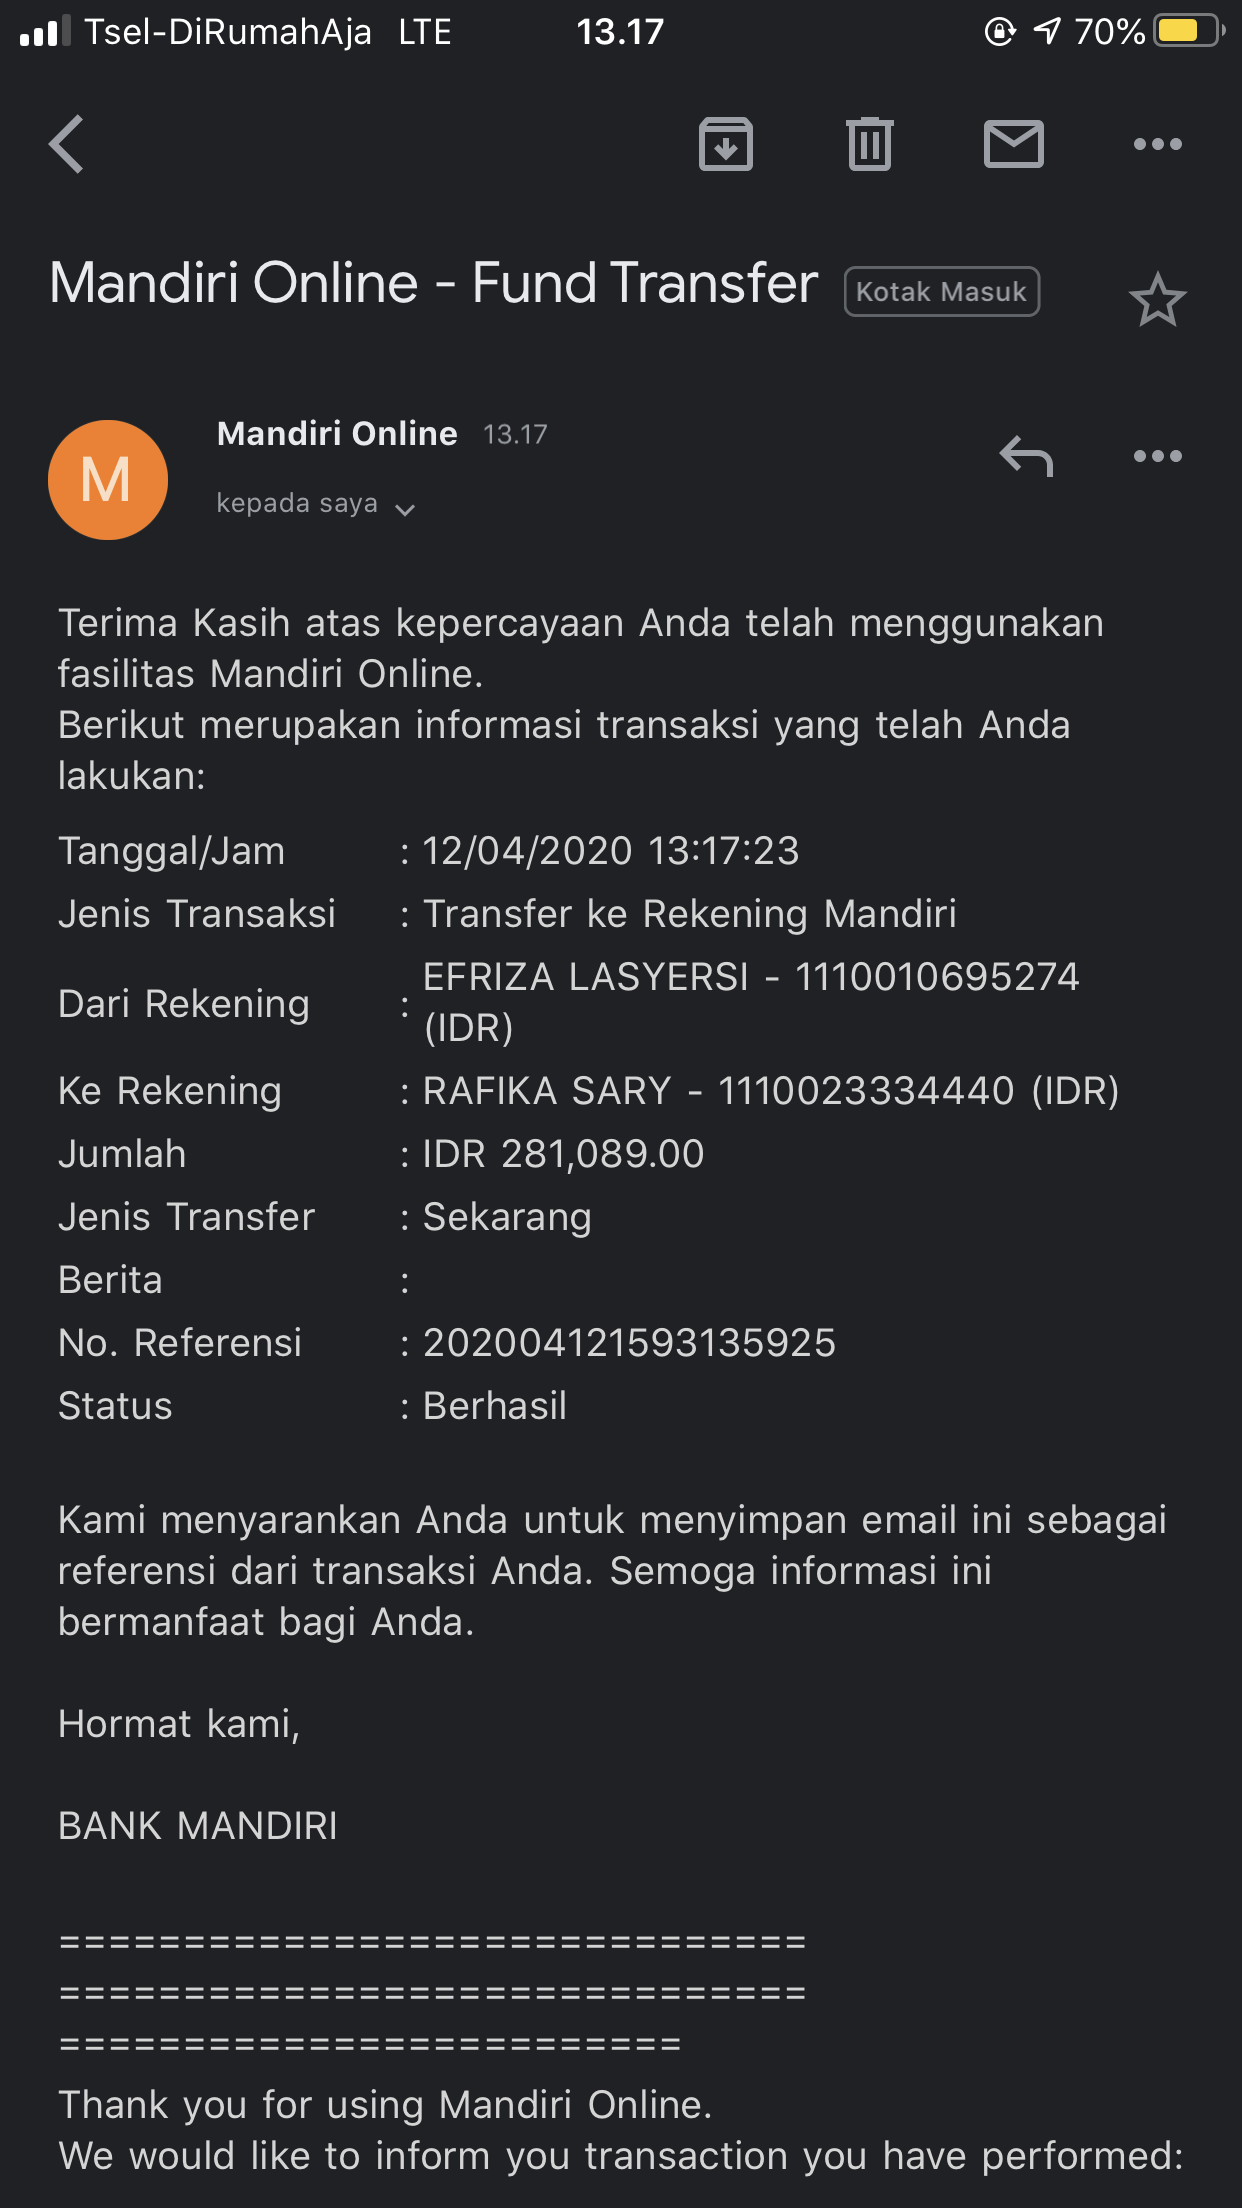 Tsel-DiRumahAja LTE 13.17 70%
Mandiri Online - Fund Transfer Kotak Masuk
M
Mandiri Online 13.17
kepada saya
Terima Kasih atas kepercayaan Anda telah menggunakan
fasilitas Mandiri Online.
Berikut merupakan informasi transaksi yang telah Anda
lakukan:
Tanggal/Jam : 12/04/2020 13:17:23
Jenis Transaksi : Transfer ke Rekening Mandiri
Dari Rekening : EFRIZA LASYERSI - 1110010695274
(IDR)
Ke Rekening : RAFIKA SARY - 1110023334440 (IDR)
Jumlah : IDR 281,089.00
Jenis Transfer : Sekarang
Berita :
No. Referensi : 202004121593135925
Status : Berhasil
Kami menyarankan Anda untuk menyimpan email ini sebagai
referensi dari transaksi Anda. Semoga informasi ini
bermanfaat bagi Anda.
Hormat kami,
BANK MANDIRI
==============================
==============================
=========================
Thank you for using Mandiri Online.
We would like to inform you transaction you have performed: